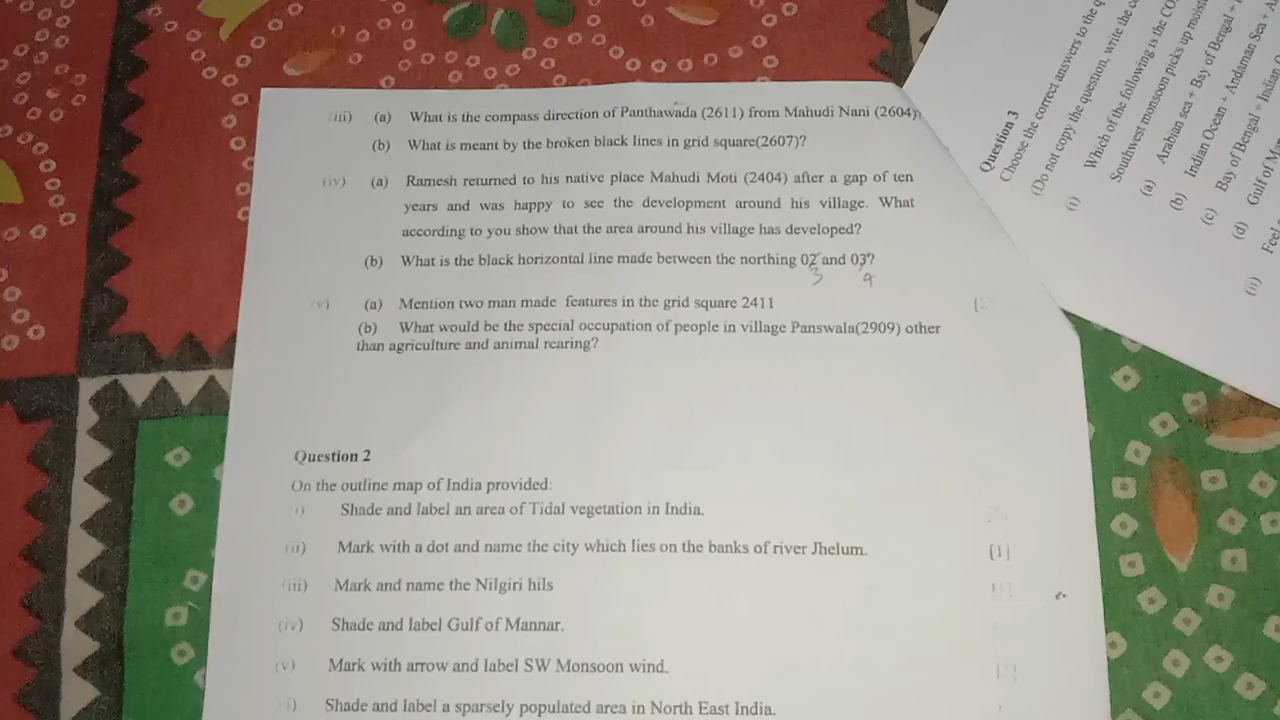 iii) (a) What is the compass direction of Panthawada (2611) from Mahudi Nani (2604)
(b) What is meant by the broken black lines in grid square(2607)?
(iv) (a) Ramesh returned to his native place Mahudi Moti (2404) after a gap of ten
years and was happy to see the development around his village. What
according to you show that the area around his village has developed?
(b) What is the black horizontal line made between the northing 02 and 03?
3 4
v) (a) Mention two man made features in the grid square 2411
(b) What would be the special occupation of people in village Panswala(2909) other
than agriculture and animal rearing?
Question 2
On the outline map of India provided:
i) Shade and label an area of Tidal vegetation in India.
(ii) Mark with a dot and name the city which lies on the banks of river Jhelum. [1]
(iii) Mark and name the Nilgiri hils
(iv) Shade and label Gulf of Mannar.
(v) Mark with arrow and label SW Monsoon wind.
i) Shade and label a sparsely populated area in North East India.
Question 3
Choose the correct answers to the q
(Do not copy the question, write the
(i) Which of the following is the CO
Southwest monsoon picks up moist
(a) Arabian sea + Bay of Bengal +
(b) Indian Ocean + Andaman Sea + A
(c) Bay of Bengal + Indian
(d) Gulf of
(ii)